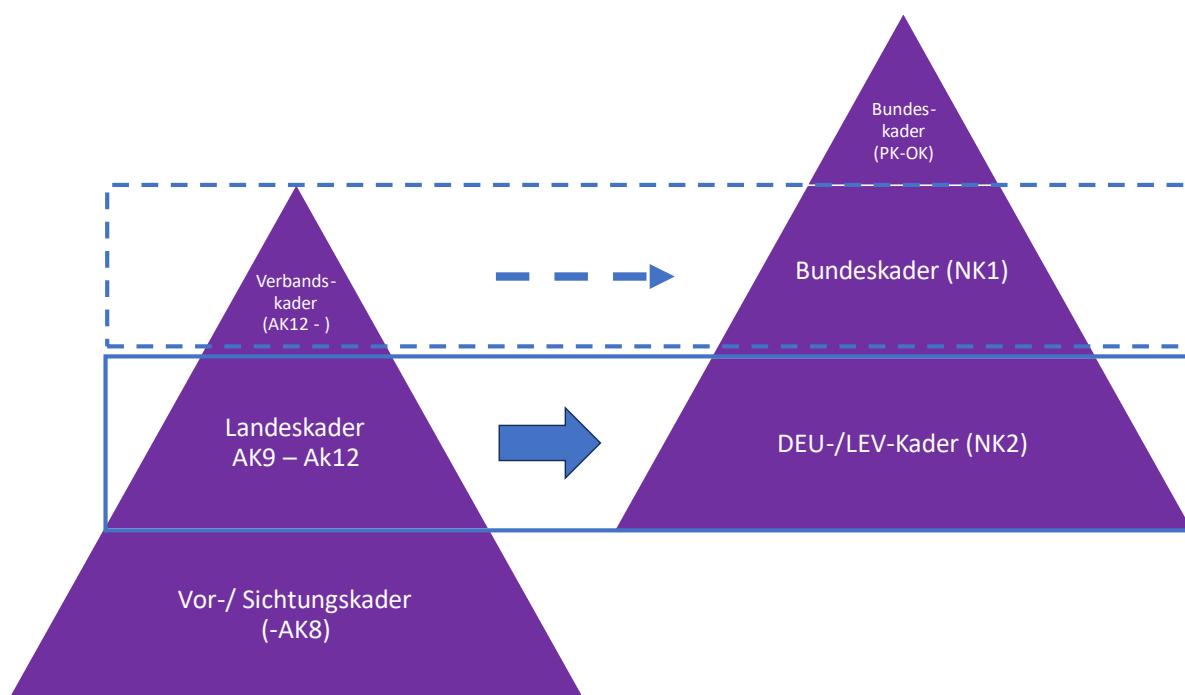 Bundes-
kader
(PK-OK)
Verbands-
kader
(AK12 - )
Bundeskader (NK1)
Landeskader
AK9 – Ak12
DEU-/LEV-Kader (NK2)
Vor-/ Sichtungskader
(-AK8)